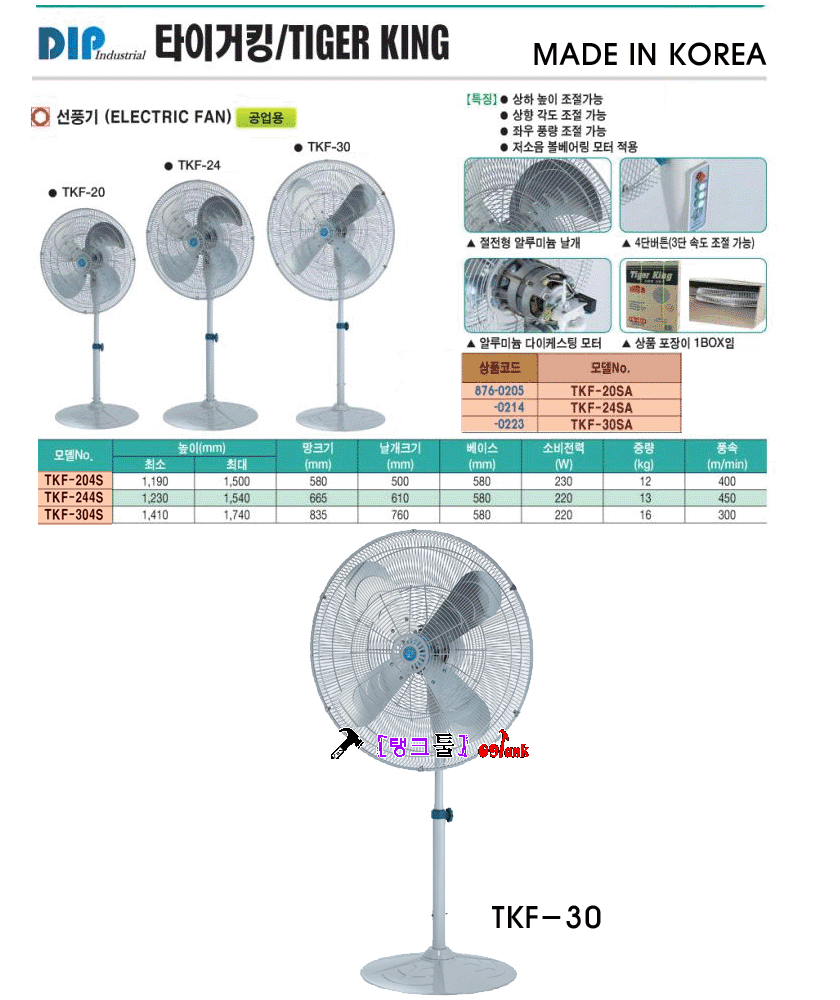 DIP Industrial 타이거킹/TIGER KING MADE IN KOREA
선풍기 (ELECTRIC FAN) 공업용
【특징】 ● 상하 높이 조절가능
● 상향 각도 조절 가능
● 좌우 풍량 조절 가능
● 저소음 볼베어링 모터 적용
● TKF-20
● TKF-24
● TKF-30
▲ 절전형 알루미늄 날개
▲ 4단버튼(3단 속도 조절 가능)
Tiger King
▲ 알루미늄 다이케스팅 모터
▲ 상품 포장이 1BOX임
상품코드 모델No.
876-0205 TKF-20SA
-0214 TKF-24SA
-0223 TKF-30SA
모델No. 높이(mm) 망크기 (mm) 날개크기 (mm) 베이스 (mm) 소비전력 (W) 중량 (kg) 풍속 (m/min)
최소 최대
TKF-204S 1,190 1,500 580 500 580 230 12 400
TKF-244S 1,230 1,540 665 610 580 220 13 450
TKF-304S 1,410 1,740 835 760 580 220 16 300
[탱크툴]
TKF-30